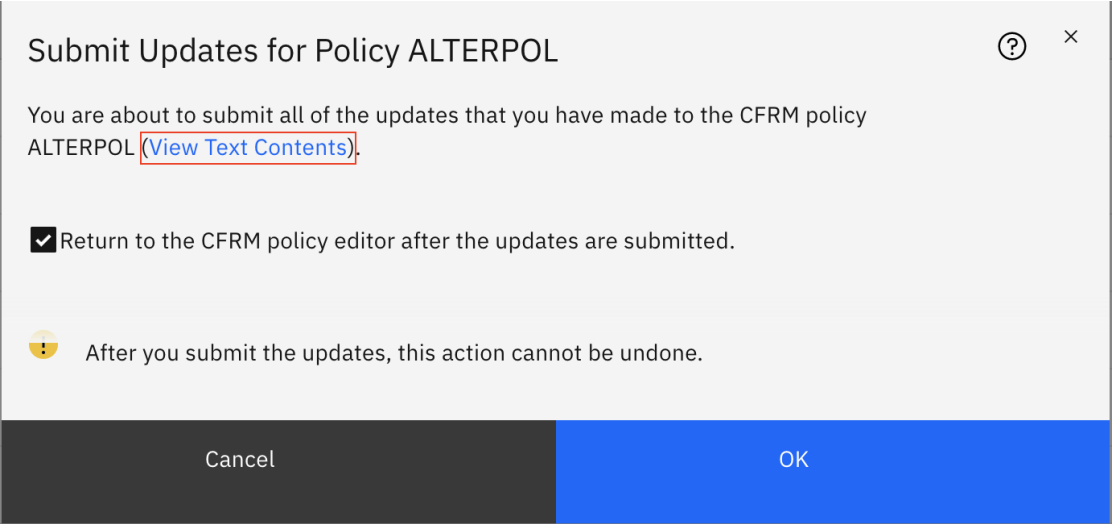 Submit Updates for Policy ALTERPOL
You are about to submit all of the updates that you have made to the CFRM policy
ALTERPOL (View Text Contents).
Return to the CFRM policy editor after the updates are submitted.
After you submit the updates, this action cannot be undone.
Cancel
OK